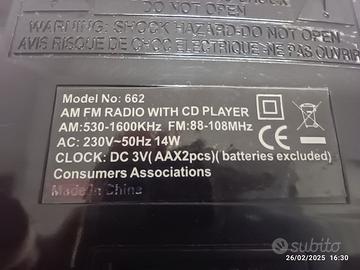 DO NOT OPEN
WARNING: SHOCK HAZARD-DO NOT OPEN
AVIS RISQUE DE CHOC ELECTRIQUE-NE PAS OUVRIR
Model No: 662
AM FM RADIO WITH CD PLAYER
AM:530-1600KHz FM:88-108MHz
AC: 230V~50Hz 14W
CLOCK: DC 3V( AAX2pcs)( batteries excluded)
Consumers Associations
Made in China
CE
subito
26/02/2025 16:30